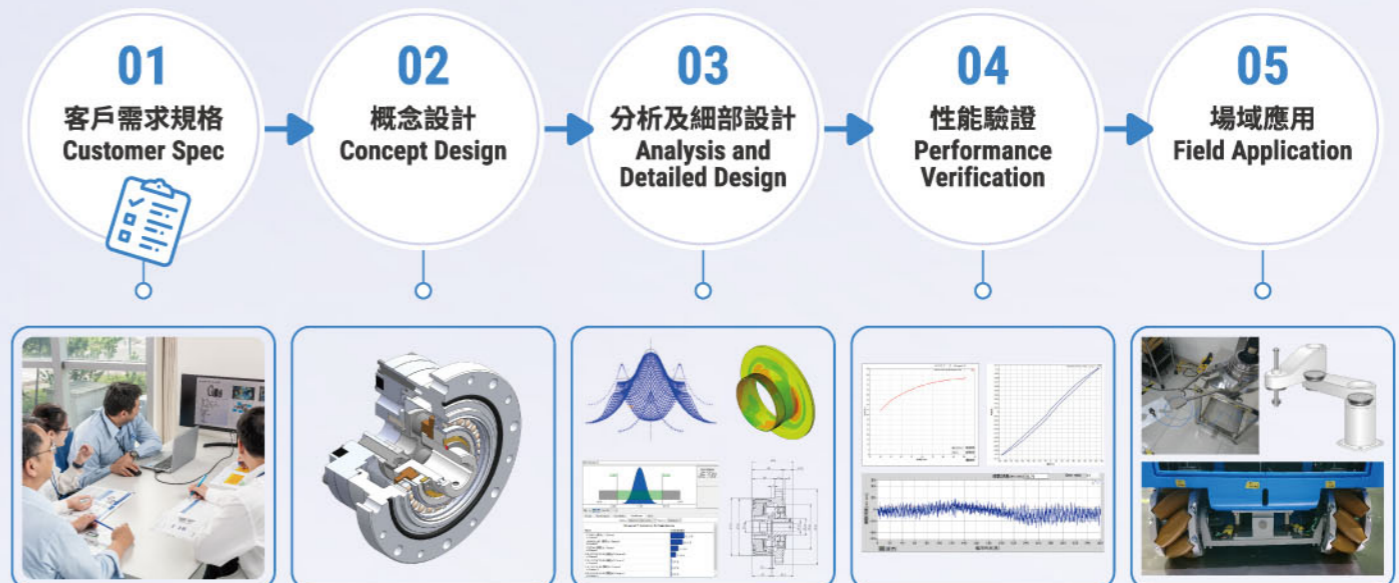 01
客戶需求規格
Customer Spec
02
概念設計
Concept Design
03
分析及細部設計
Analysis and
Detailed Design
04
性能驗證
Performance
Verification
05
場域應用
Field Application